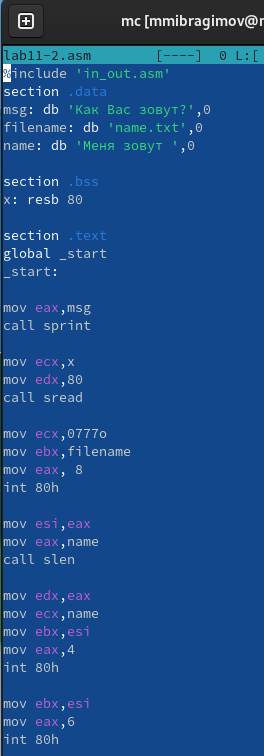 mc [mmibragimov@
lab11-2.asm [----] 0 L:[
%include 'in_out.asm'
section .data
msg: db 'Как Вас зовут?',0
filename: db 'name.txt',0
name: db 'Меня зовут ',0
section .bss
x: resb 80
section .text
global _start
_start:
mov eax,msg
call sprint
mov ecx,x
mov edx,80
call sread
mov ecx,0777o
mov ebx,filename
mov eax, 8
int 80h
mov esi,eax
mov eax,name
call slen
mov edx,eax
mov ecx,name
mov ebx,esi
mov eax,4
int 80h
mov ebx,esi
mov eax,6
int 80h